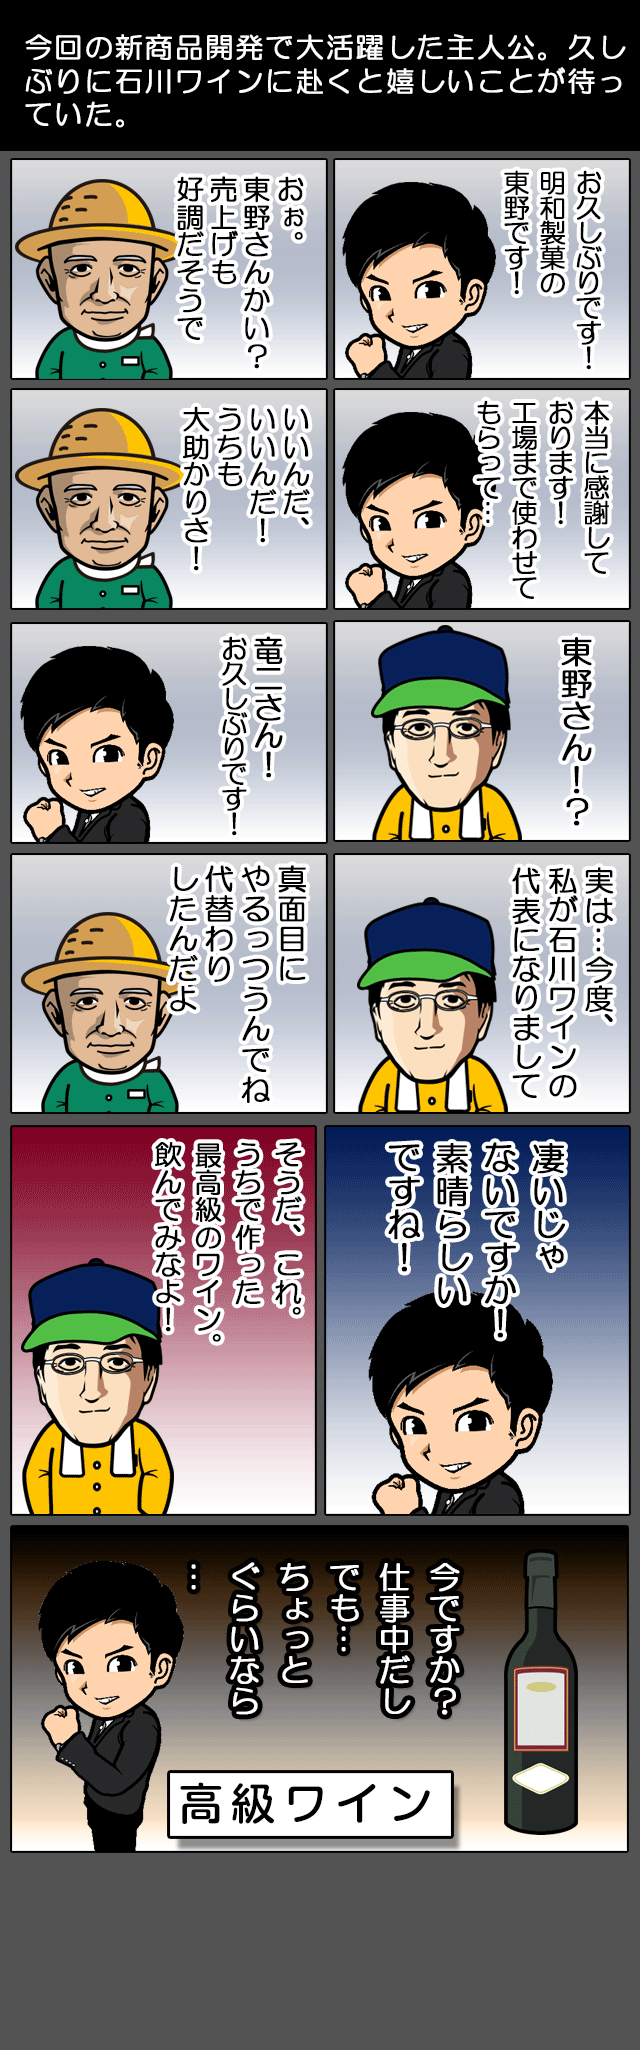 今回の新商品開発で大活躍した主人公。久し
ぶりに石川ワインに赴くと嬉しいことが待っ
ていた。
お久しぶりです！
明和製菓の
東野です！
おぉ。
東野さんかい？
売上げも
好調だそうで
本当に感謝して
おります！
工場まで使わせて
もらって…
いいんだ、
いいんだ！
うちも
大助かりさ！
東野さん！？
竜二さん！
お久しぶりです！
実は…今度、
私が石川ワインの
代表になりまして
真面目に
やるっつうんでね
代替わり
したんだよ
凄いじゃ
ないですか！
素晴らしい
ですね！
そうだ、これ。
うちで作った
最高級のワイン。
飲んでみなよ！
今ですか？
仕事中だし
でも…
ちょっと
ぐらいなら
…
高級ワイン